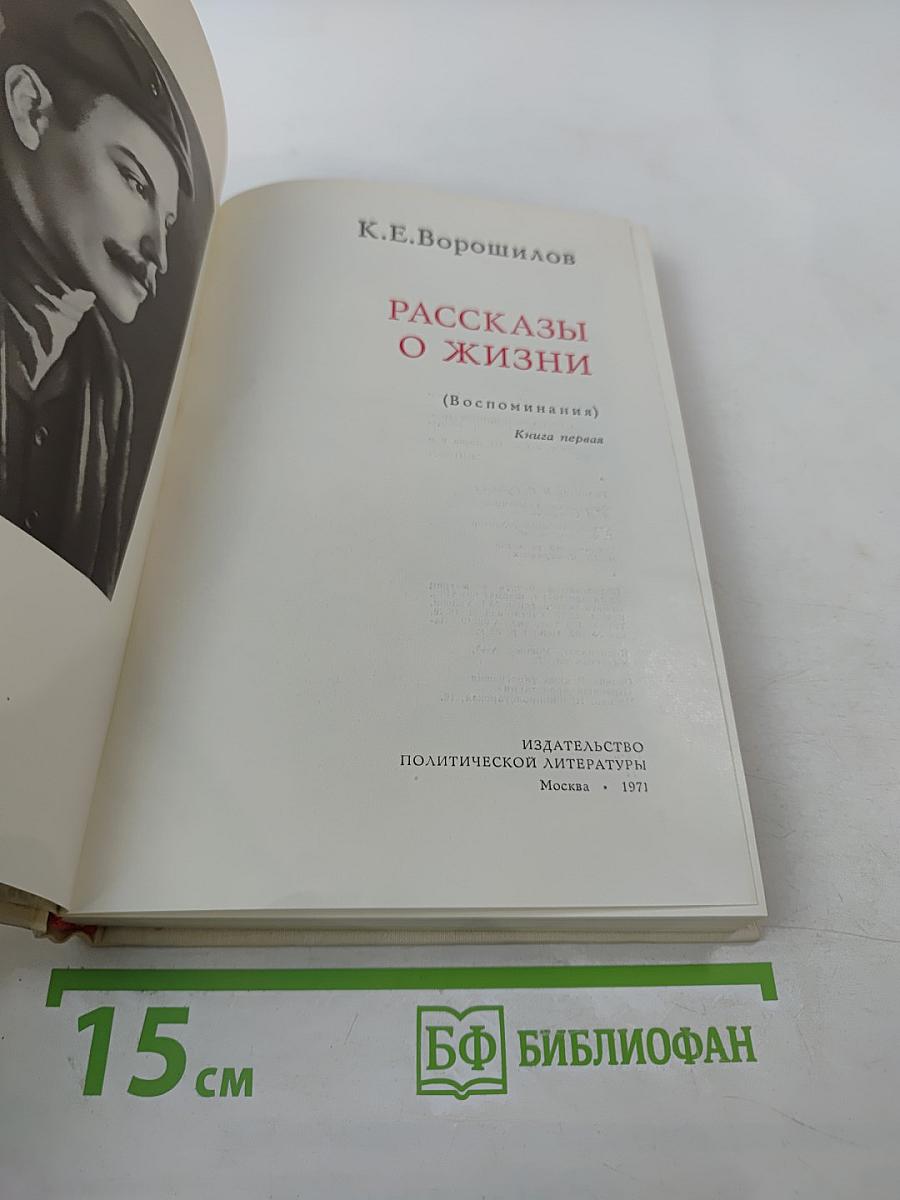 К.Е.Ворошилов
РАССКАЗЫ
О ЖИЗНИ
(Воспоминания)
Книга первая
ИЗДАТЕЛЬСТВО
ПОЛИТИЧЕСКОЙ ЛИТЕРАТУРЫ
Москва • 1971
15 см
БФ БИБЛИОФАН